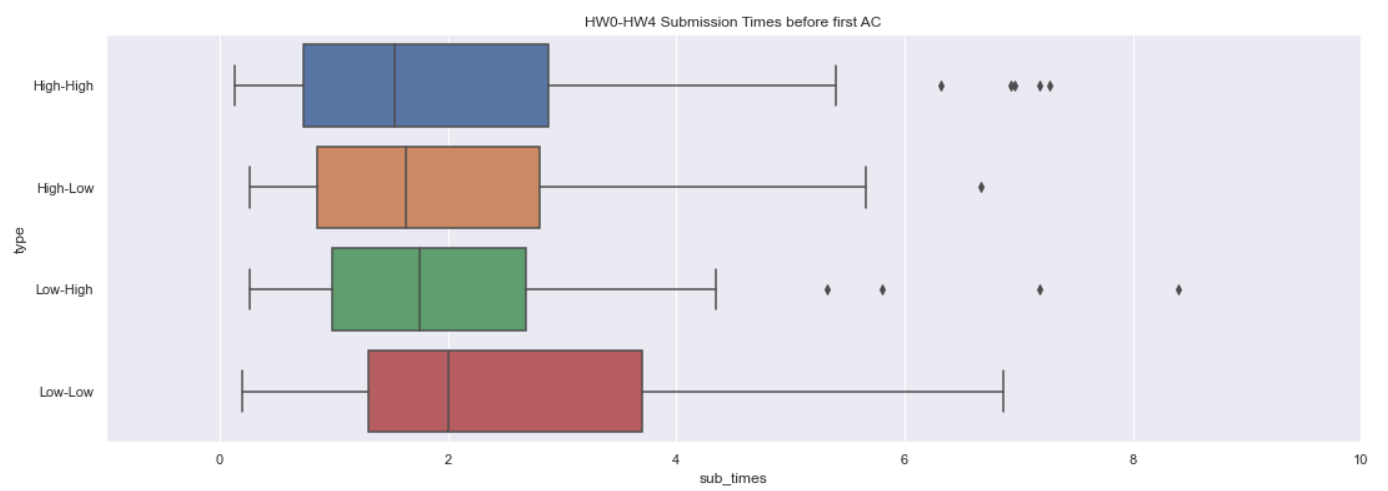 HW0-HW4 Submission Times before first AC
High-High
High-Low
Low-High
Low-Low
type
0 2 4 6 8 10
sub_times